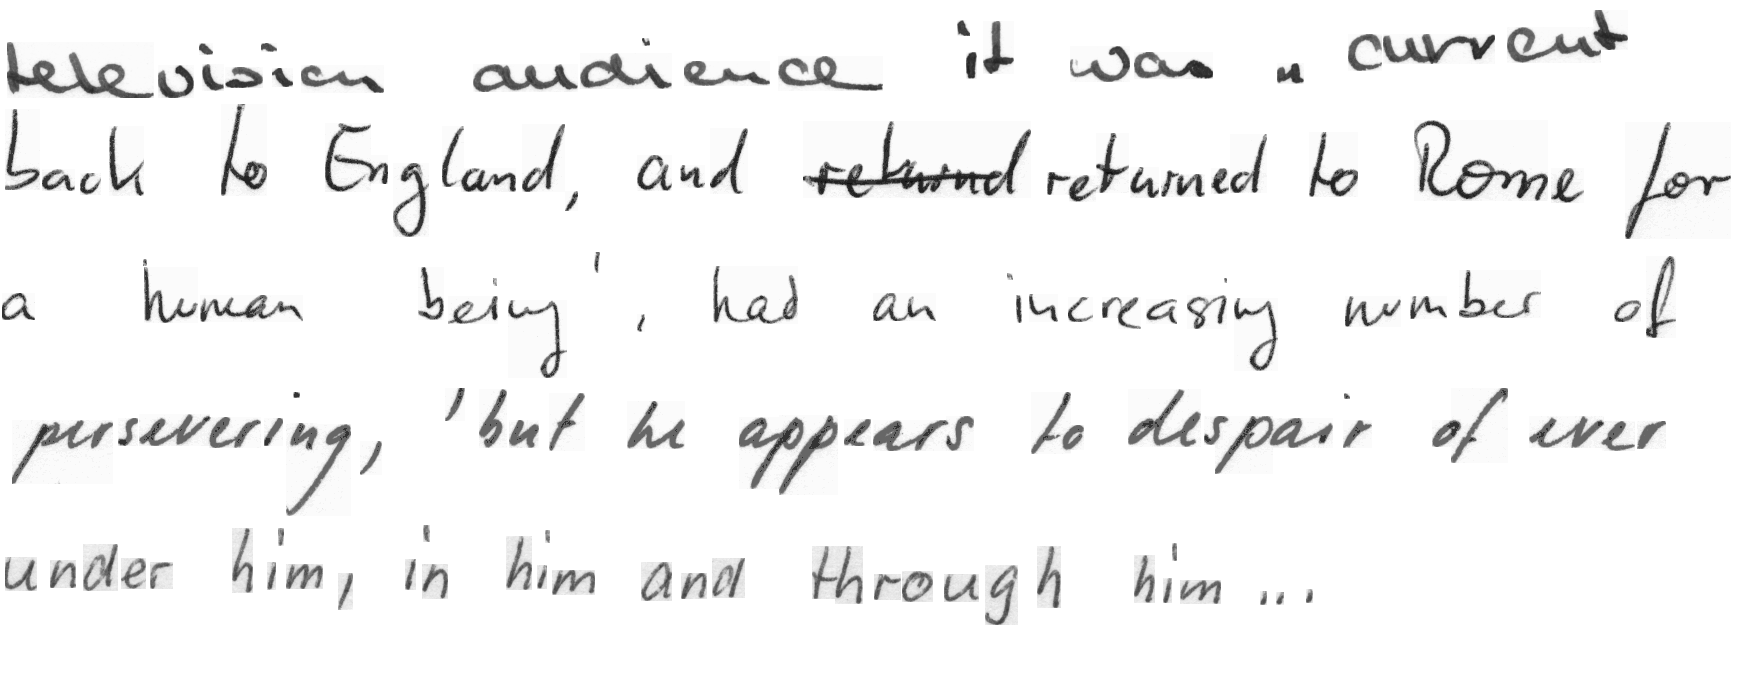 television audience it was " current
back to England, and returned to Rome for
a human being', had an increasing number of
persevering, 'but he appears to despair of ever
under him, in him and through him ...